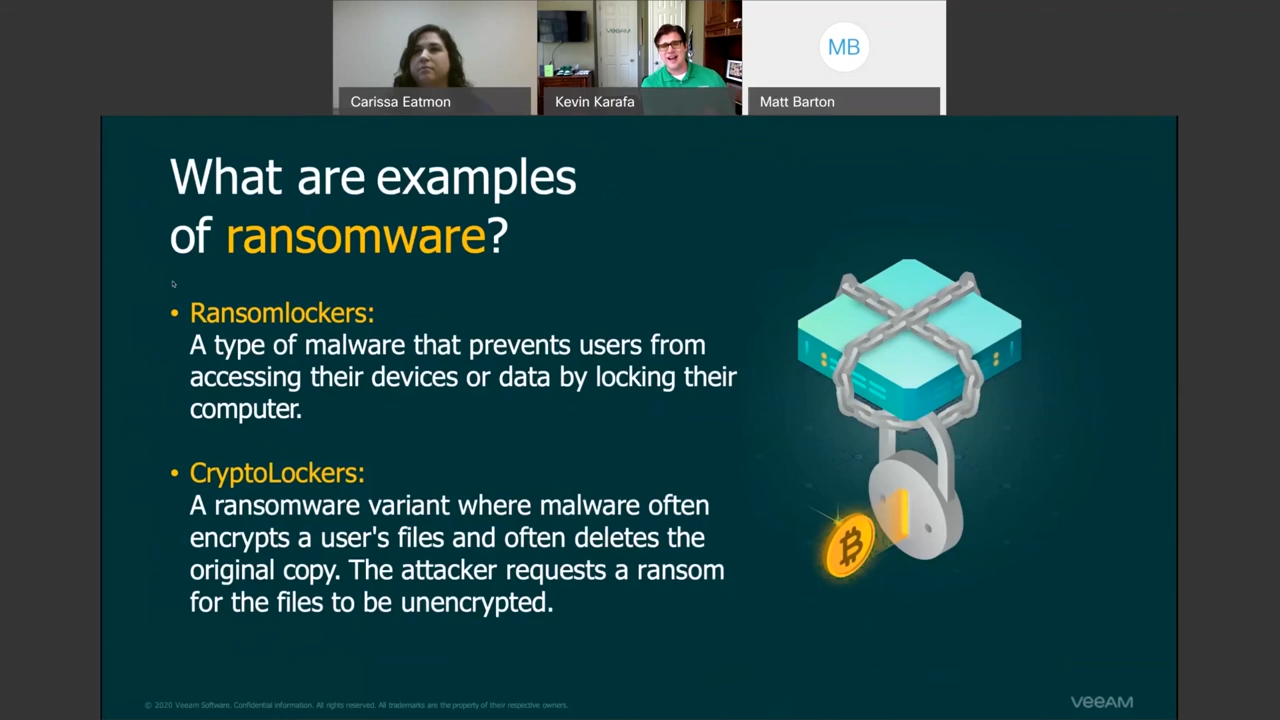 VEEAM
MB
Carissa Eatmon
Kevin Karafa
Matt Barton
What are examples
of ransomware?
• Ransomlockers:
A type of malware that prevents users from
accessing their devices or data by locking their
computer.
• CryptoLockers:
A ransomware variant where malware often
encrypts a user's files and often deletes the
original copy. The attacker requests a ransom
for the files to be unencrypted.
© 2020 Veeam Software. Confidential information. All rights reserved. All trademarks are the property of their respective owners.
VEEAM